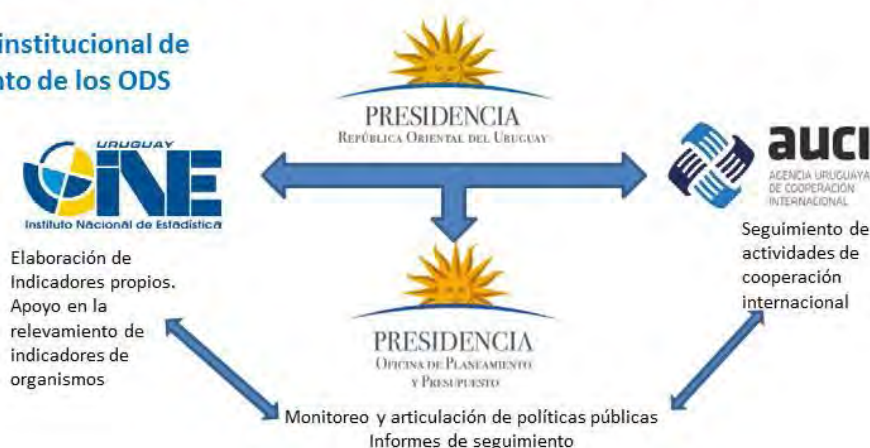 institucional de
nto de los ODS
PRESIDENCIA
REPÚBLICA ORIENTAL DEL URUGUAY
URUGUAY
INE
Instituto Nacional de Estadística
auci
AGENCIA URUGUAYA
DE COOPERACIÓN
INTERNACIONAL
Elaboración de
Indicadores propios.
Apoyo en la
relevamiento de
indicadores de
organismos
Seguimiento de
actividades de
cooperación
internacional
PRESIDENCIA
OFICINA DE PLANEAMIENTO
Y PRESUPUESTO
Monitoreo y articulación de políticas públicas
Informes de seguimiento